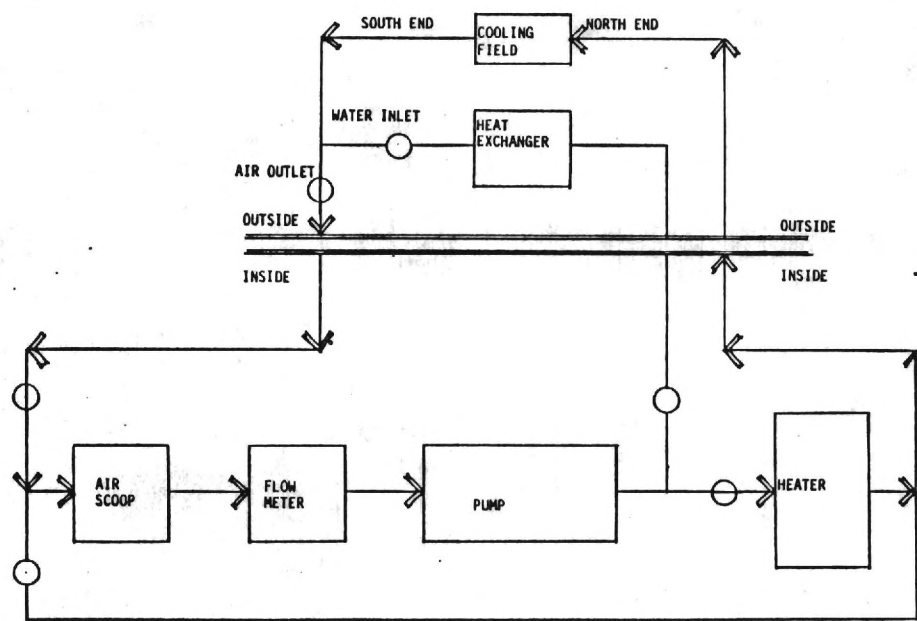 SOUTH END
COOLING
FIELD
NORTH END
WATER INLET
HEAT
EXCHANGER
AIR OUTLET
OUTSIDE
OUTSIDE
INSIDE
INSIDE
AIR
SCOOP
FLOW
METER
PUMP
HEATER